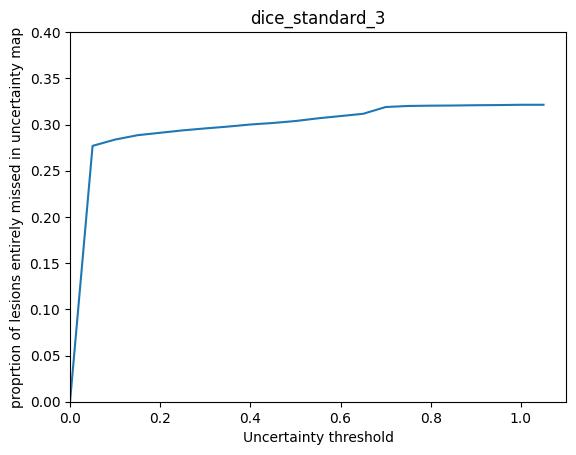 dice_standard_3
proprtion of lesions entirely missed in uncertainty map
0.40
0.35
0.30
0.25
0.20
0.15
0.10
0.05
0.00
0.0 0.2 0.4 0.6 0.8 1.0
Uncertainty threshold